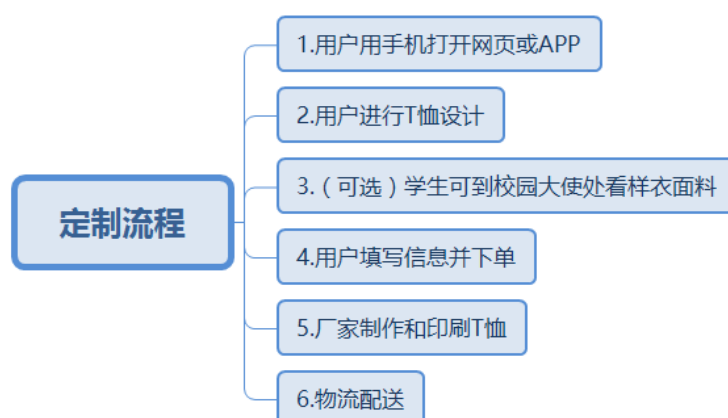 定制流程
1.用户用手机打开网页或APP
2.用户进行T恤设计
3.（可选）学生可到校园大使处看样衣面料
4.用户填写信息并下单
5.厂家制作和印刷T恤
6.物流配送